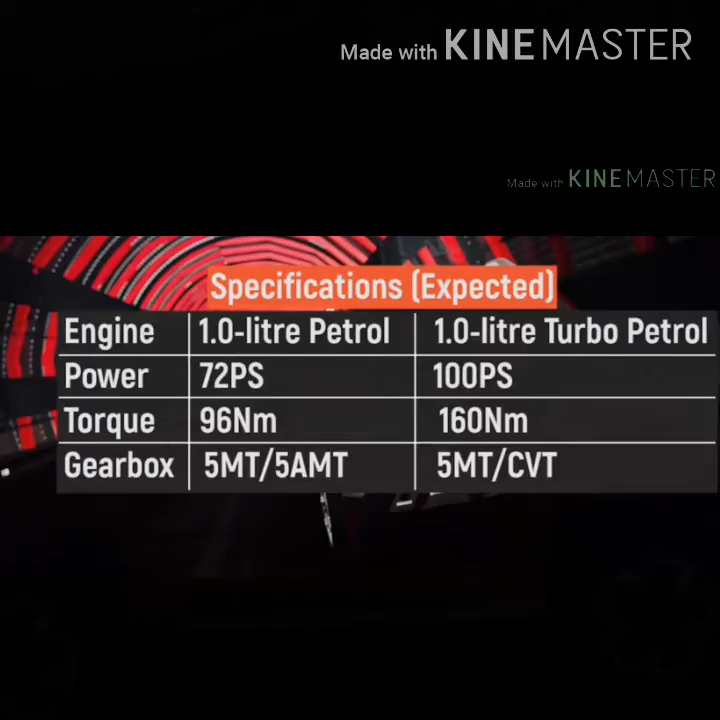 Made with KINEMASTER
Made with KINEMASTER
Specifications (Expected)
Engine 1.0-litre Petrol 1.0-litre Turbo Petrol
Power 72PS 100PS
Torque 96Nm 160Nm
Gearbox 5MT/5AMT 5MT/CVT